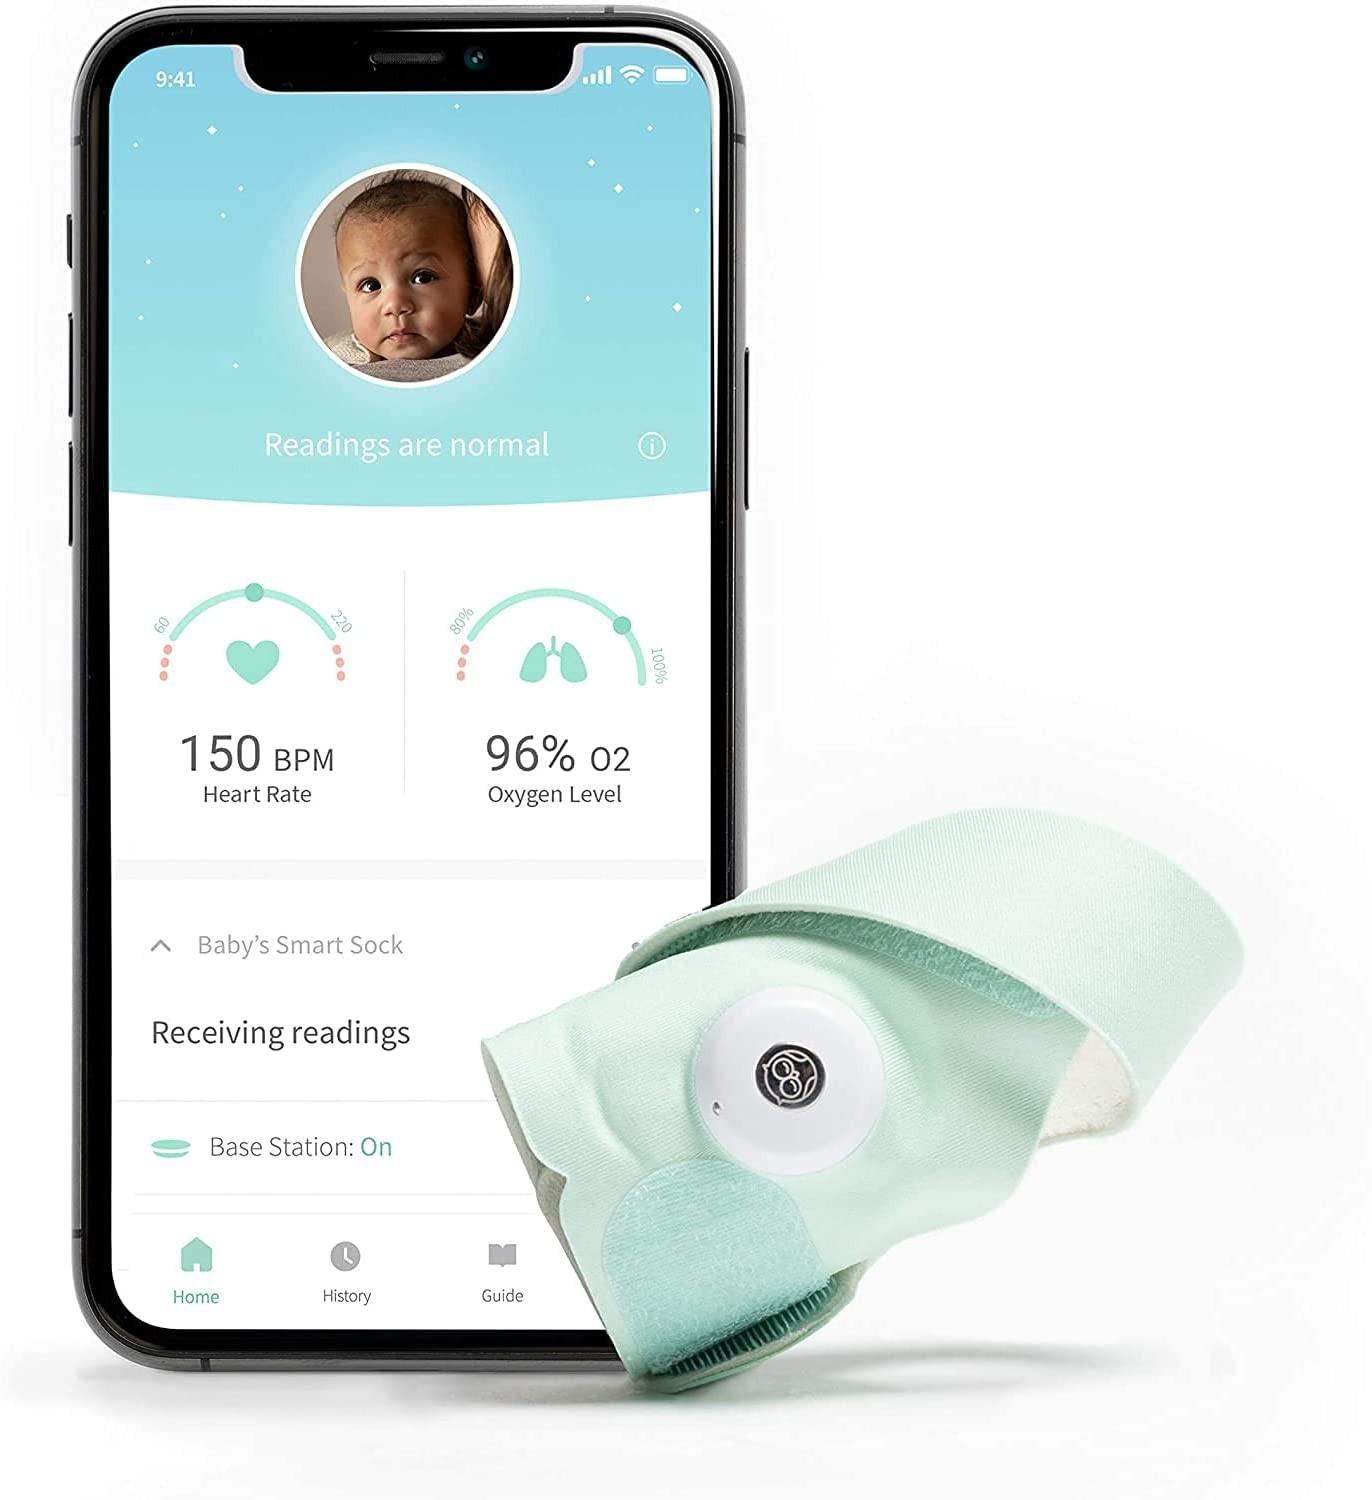 9:41
Readings are normal
60
220
80%
100%
150 BPM
Heart Rate
96% O2
Oxygen Level
Baby's Smart Sock
Receiving readings
Base Station: On
Home
History
Guide